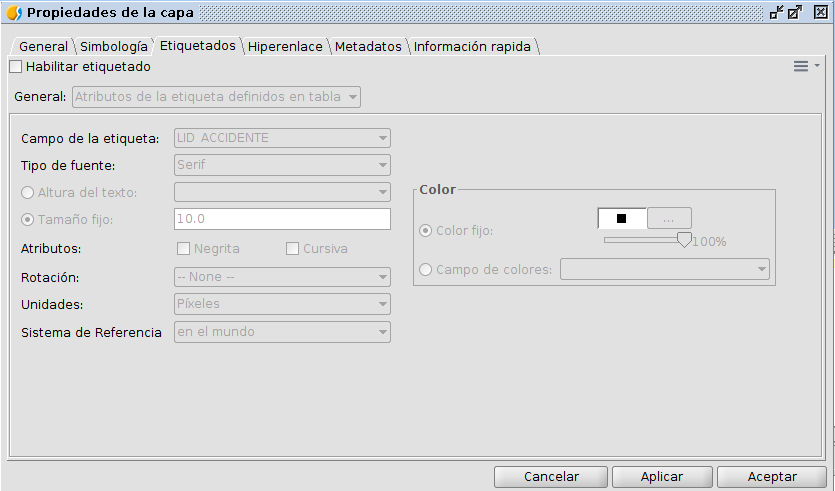 Propiedades de la capa
General Simbología Etiquetados Hiperenlace Metadatos Información rapida
Habilitar etiquetado
General: Atributos de la etiqueta definidos en tabla
Campo de la etiqueta: LID_ACCIDENTE
Tipo de fuente: Serif
Altura del texto:
Tamaño fijo: 10.0
Atributos: Negrita Cursiva
Rotación: -- None --
Unidades: Píxeles
Sistema de Referencia en el mundo
Color
Color fijo: ...
100%
Campo de colores:
Cancelar Aplicar Aceptar